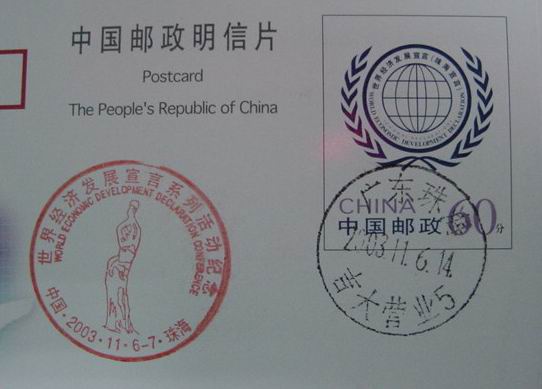 中国邮政明信片
Postcard
The People's Republic of China
世界经济发展宣言(珠海宣言)
WORLD ECONOMIC DEVELOPMENT DECLARATION
CHINA
中国邮政
60分
世界经济发展宣言系列活动纪念
WORLD ECONOMIC DEVELOPMENT DECLARATION CONFERENCE
中国·2003·11·6-7·珠海
广东珠海
2003.11.6.14
吉大营业5